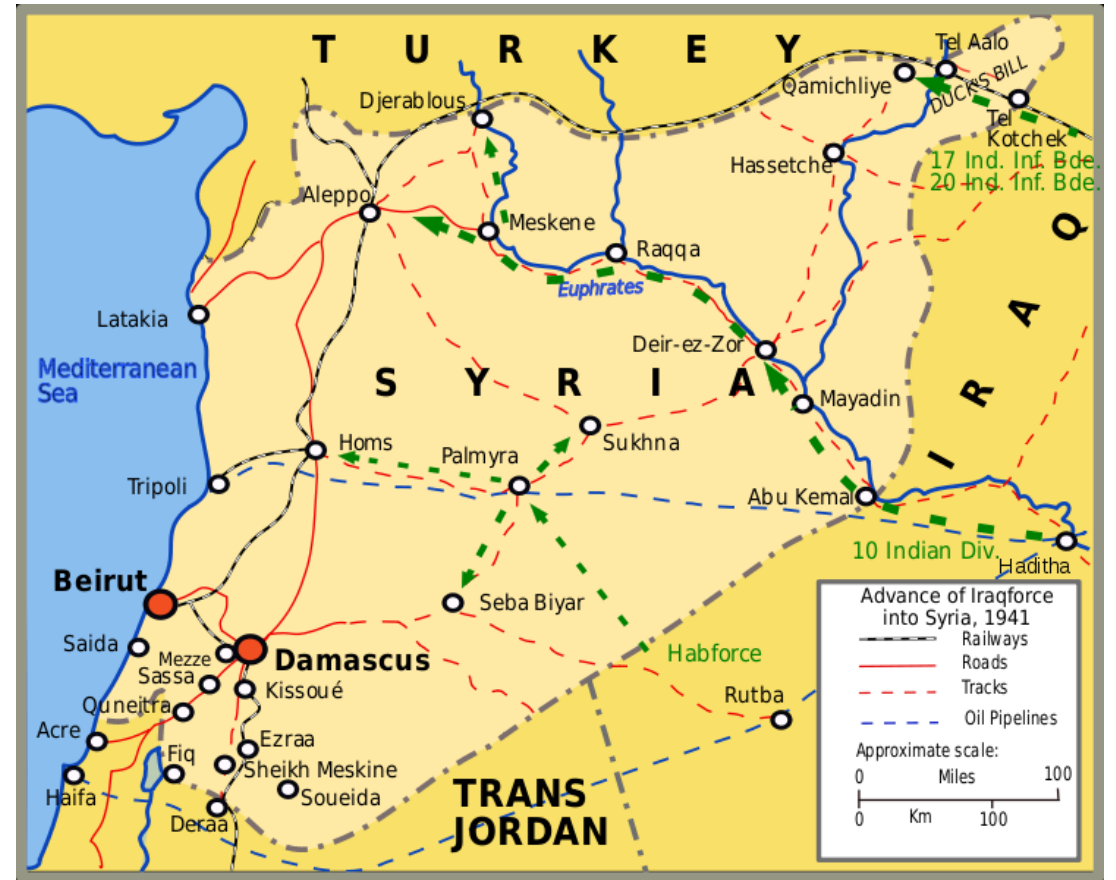 TURKEY
Tel Aalo
Qamichliye
DUCK'S BILL
Djerablous
Tel
Kotchek
Hassetche
17 Ind. Inf. Bde.
20 Ind. Inf. Bde.
Aleppo
Meskene
Raqqa
Euphrates
IRAQ
Latakia
Deir-ez-Zor
Mediterranean
Sea
SYRIA
Mayadin
Homs
Sukhna
Palmyra
Tripoli
Abu Kemal
10 Indian Div.
Haditha
Beirut
Seba Biyar
Saida
Mezze
Damascus
Habforce
Sassa
Kissoué
Quneitra
Rutba
Acre
Ezraa
Fiq
Sheikh Meskine
Haifa
Soueida
Deraa
TRANS
JORDAN
Advance of Iraqforce
into Syria, 1941
Railways
Roads
Tracks
Oil Pipelines
Approximate scale:
0 Miles 100
0 Km 100